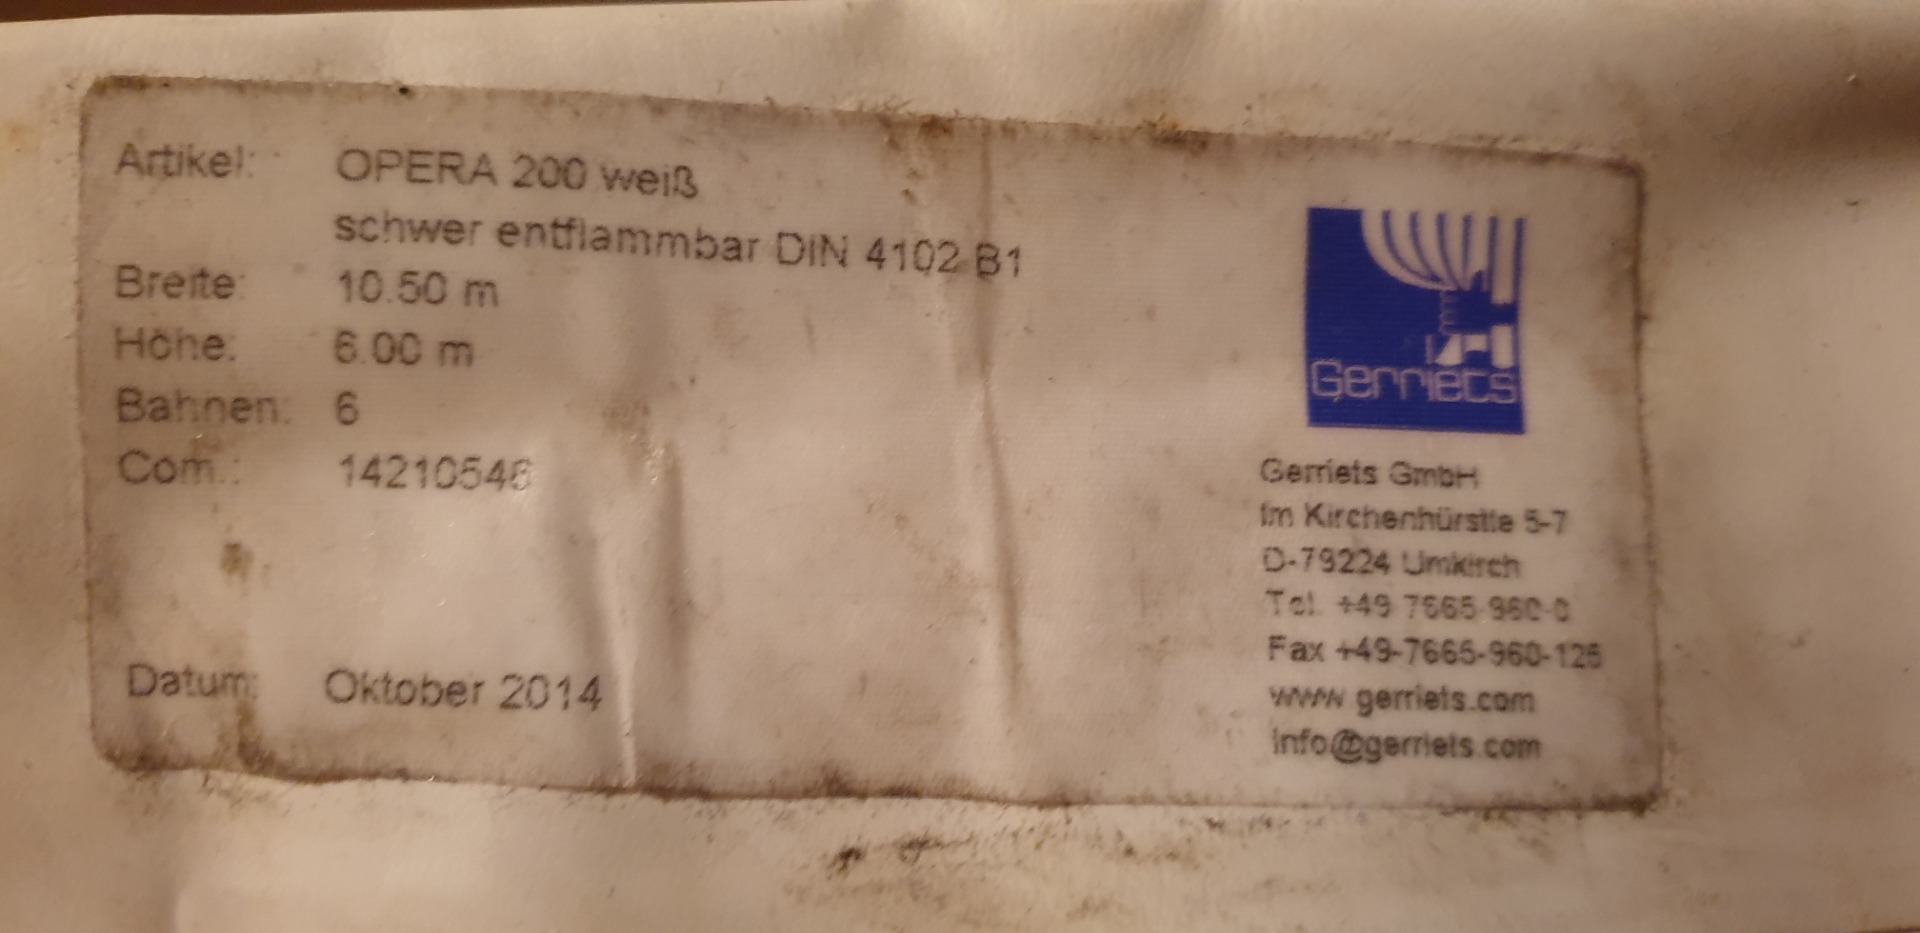 Artikel: OPERA 200 weiß
schwer entflammbar DIN 4102 B1
Breite: 10.50 m
Höhe: 6.00 m
Bahnen: 6
Com.: 14210546
Datum: Oktober 2014
Gerriets
Gerriets GmbH
Im Kirchenhürstle 5-7
D-79224 Umkirch
Tel. +49 7665 960-0
Fax +49-7665-960-125
www.gerriets.com
info@gerriets.com